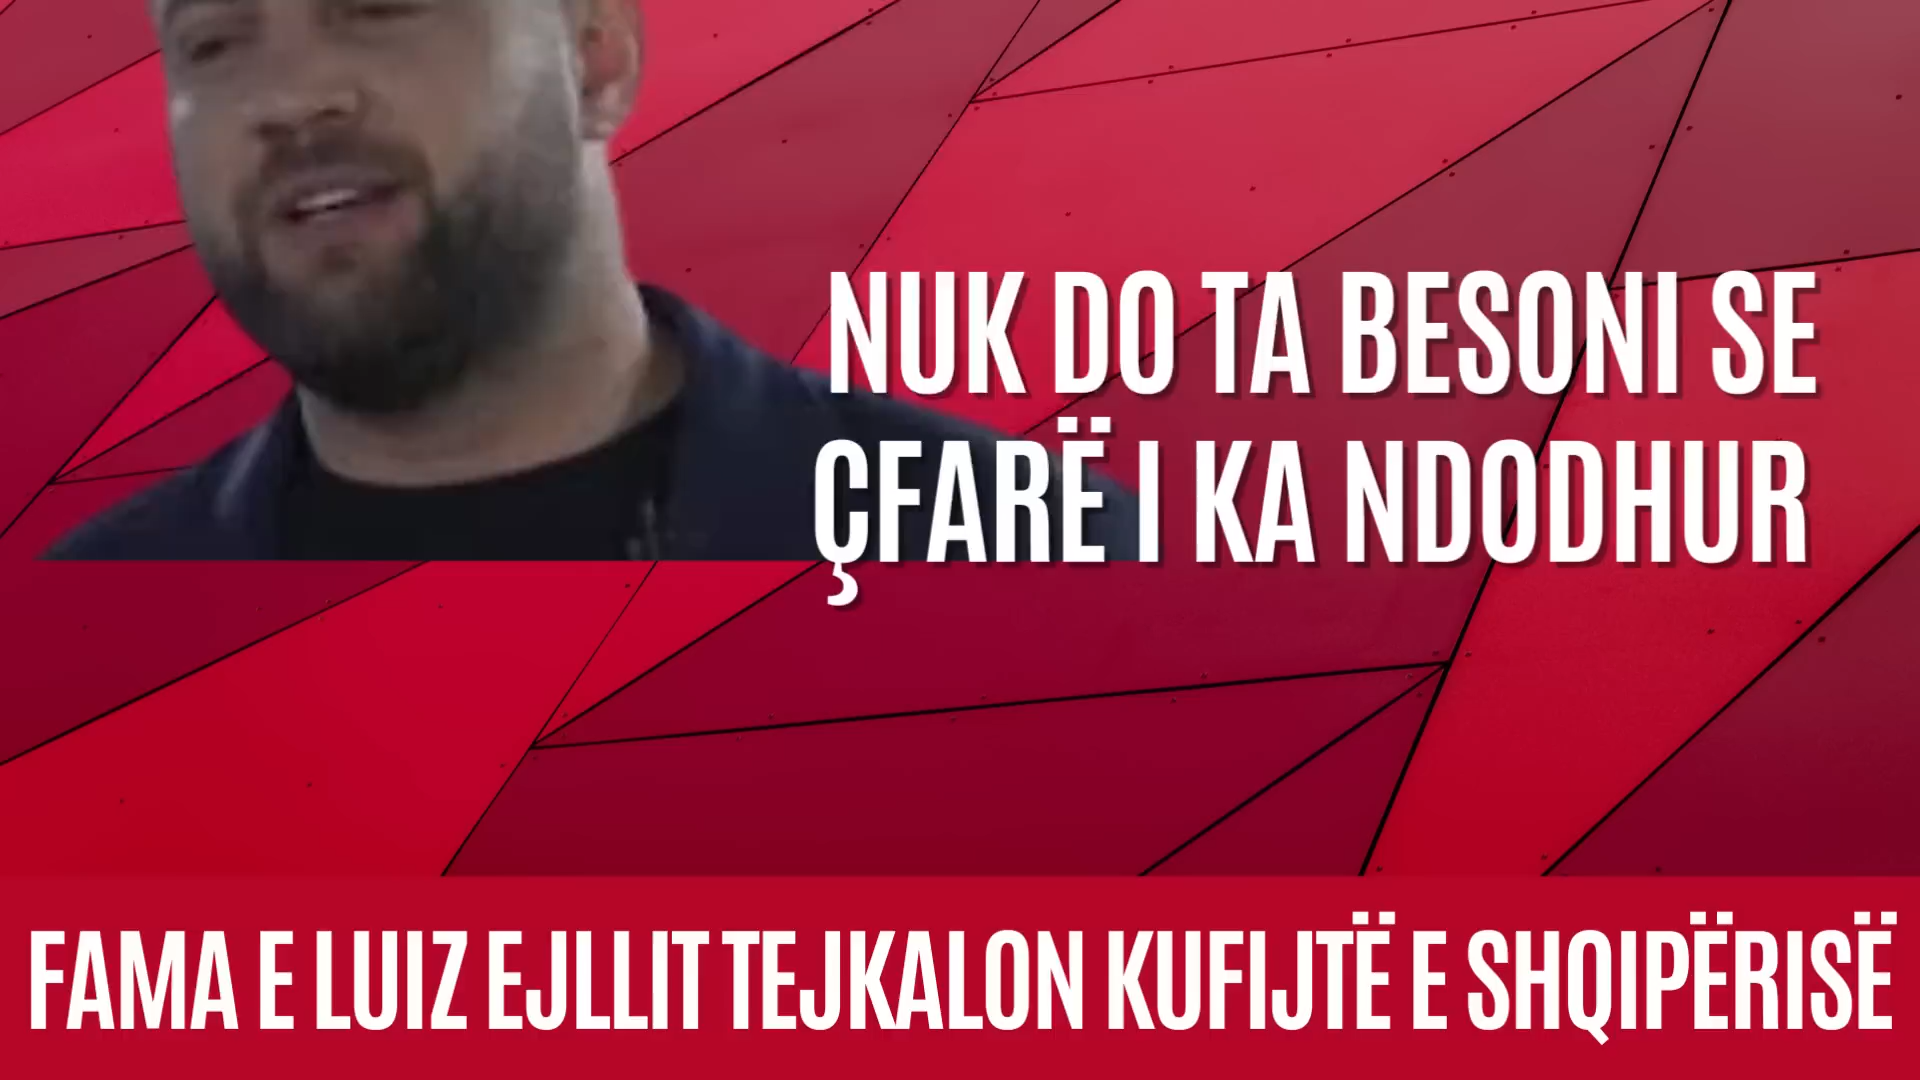 NUK DO TA BESONI SE
ÇFARË I KA NDODHUR
FAMA E LUIZ EJLLIT TEJKALON KUFIJTË E SHQIPËRISË